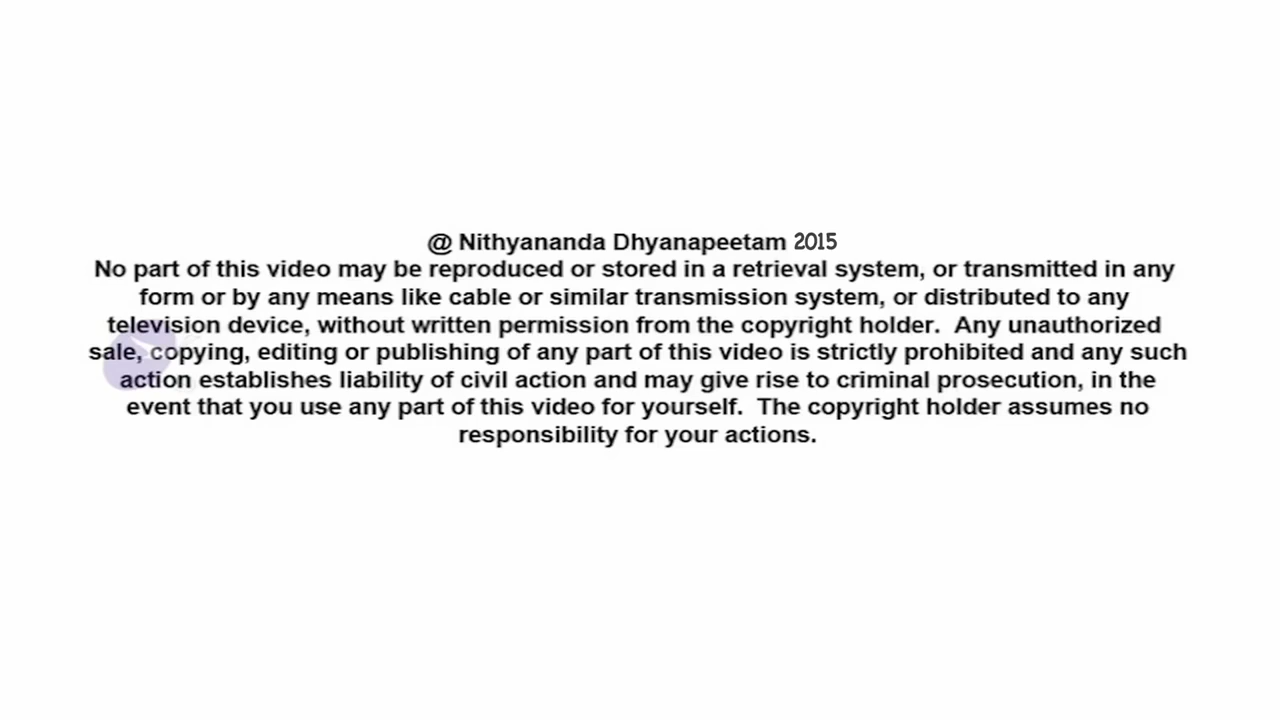 @ Nithyananda Dhyanapeetam 2015
No part of this video may be reproduced or stored in a retrieval system, or transmitted in any
form or by any means like cable or similar transmission system, or distributed to any
television device, without written permission from the copyright holder.  Any unauthorized
sale, copying, editing or publishing of any part of this video is strictly prohibited and any such
action establishes liability of civil action and may give rise to criminal prosecution, in the
event that you use any part of this video for yourself.  The copyright holder assumes no
responsibility for your actions.